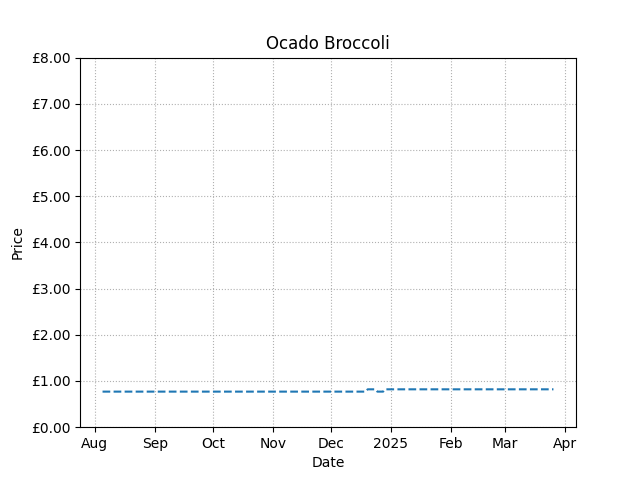 Ocado Broccoli
£8.00
£7.00
£6.00
£5.00
£4.00
£3.00
£2.00
£1.00
£0.00
Price
Aug Sep Oct Nov Dec 2025 Feb Mar Apr
Date